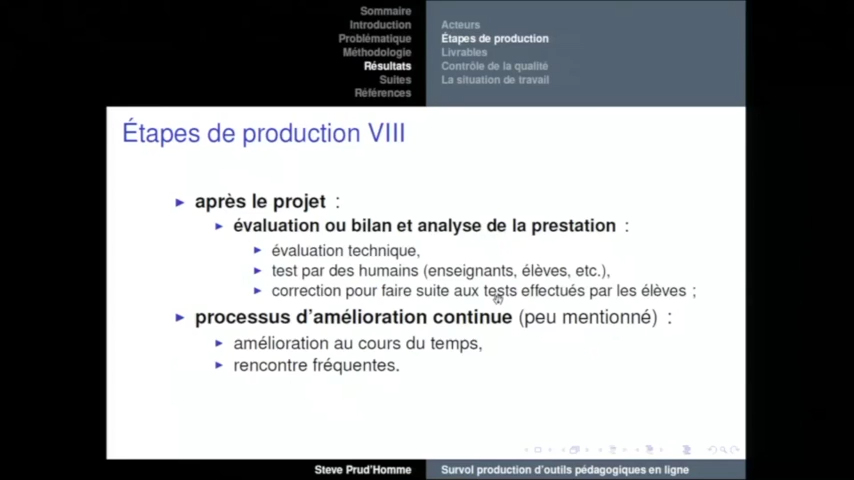 Sommaire
Introduction
Problématique
Méthodologie
Résultats
Suites
Références
Acteurs
Étapes de production
Livrables
Contrôle de la qualité
La situation de travail
Étapes de production VIII
après le projet :
évaluation ou bilan et analyse de la prestation :
évaluation technique,
test par des humains (enseignants, élèves, etc.),
correction pour faire suite aux tests effectués par les élèves ;
processus d'amélioration continue (peu mentionné) :
amélioration au cours du temps,
rencontre fréquentes.
Steve Prud'Homme
Survol production d'outils pédagogiques en ligne